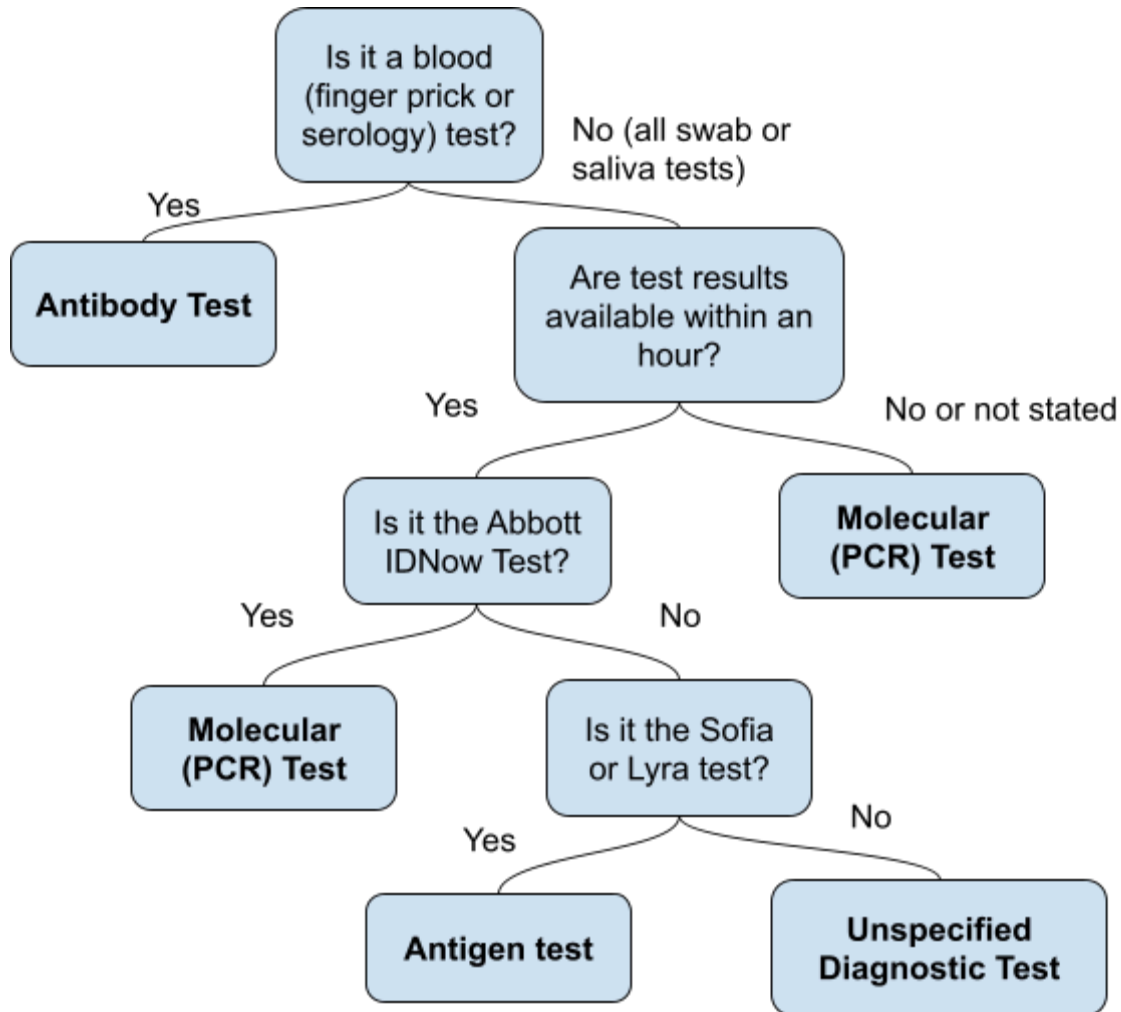 Is it a blood
(finger prick or
serology) test?
No (all swab or
saliva tests)
Yes
Antibody Test
Are test results
available within an
hour?
Yes
No or not stated
Is it the Abbott
IDNow Test?
Molecular
(PCR) Test
Yes
No
Molecular
(PCR) Test
Is it the Sofia
or Lyra test?
Yes
No
Antigen test
Unspecified
Diagnostic Test